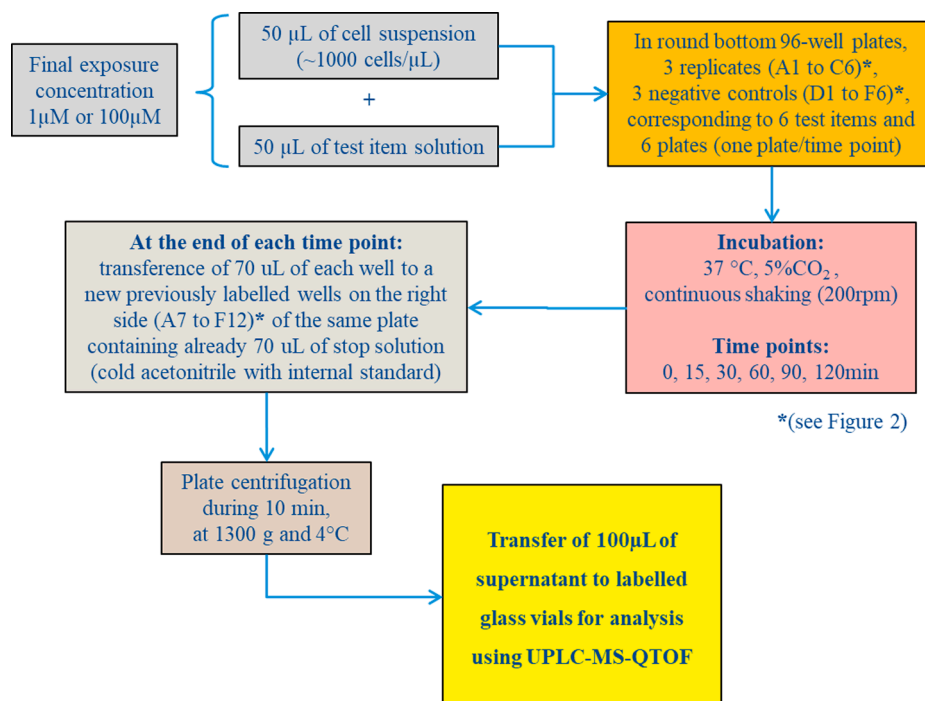 Final exposure
concentration
1µM or 100µM
50 µL of cell suspension
(~1000 cells/µL)
+
50 µL of test item solution
In round bottom 96-well plates,
3 replicates (A1 to C6)*,
3 negative controls (D1 to F6)*,
corresponding to 6 test items and
6 plates (one plate/time point)
Incubation:
37 °C, 5%CO₂ ,
continuous shaking (200rpm)
Time points:
0, 15, 30, 60, 90, 120min
*(see Figure 2)
At the end of each time point:
transference of 70 uL of each well to a
new previously labelled wells on the right
side (A7 to F12)* of the same plate
containing already 70 uL of stop solution
(cold acetonitrile with internal standard)
Plate centrifugation
during 10 min,
at 1300 g and 4°C
Transfer of 100µL of
supernatant to labelled
glass vials for analysis
using UPLC-MS-QTOF